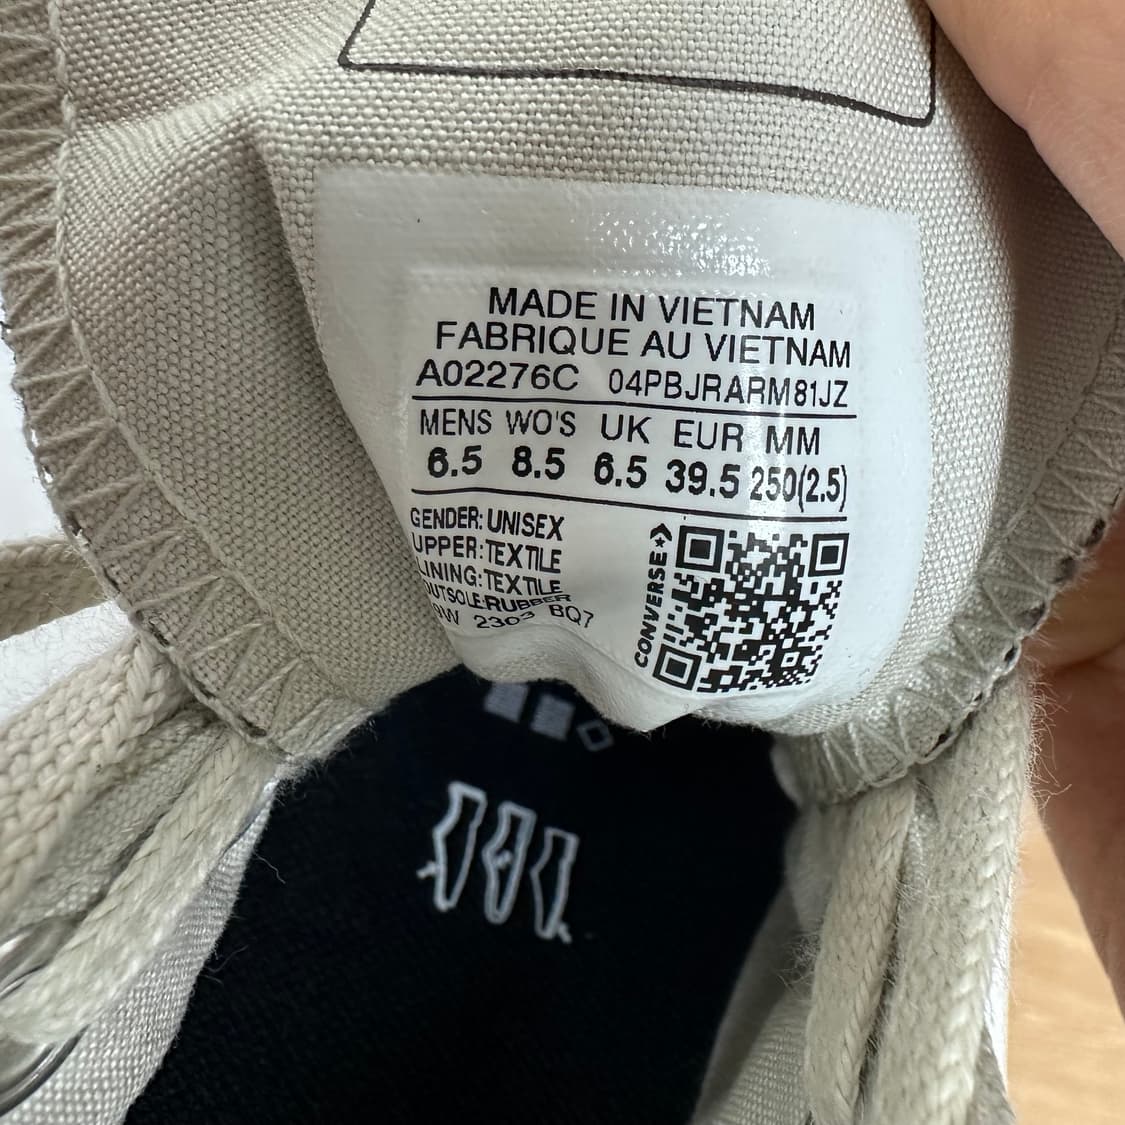 MADE IN VIETNAM
FABRIQUE AU VIETNAM
A02276C 04PBJRARM81JZ
MENS WO'S UK EUR MM
6.5 8.5 6.5 39.5 250(2.5)
GENDER: UNISEX
UPPER: TEXTILE
LINING: TEXTILE
OUTSOLE: RUBBER
2303 BQ7
CONVERSE